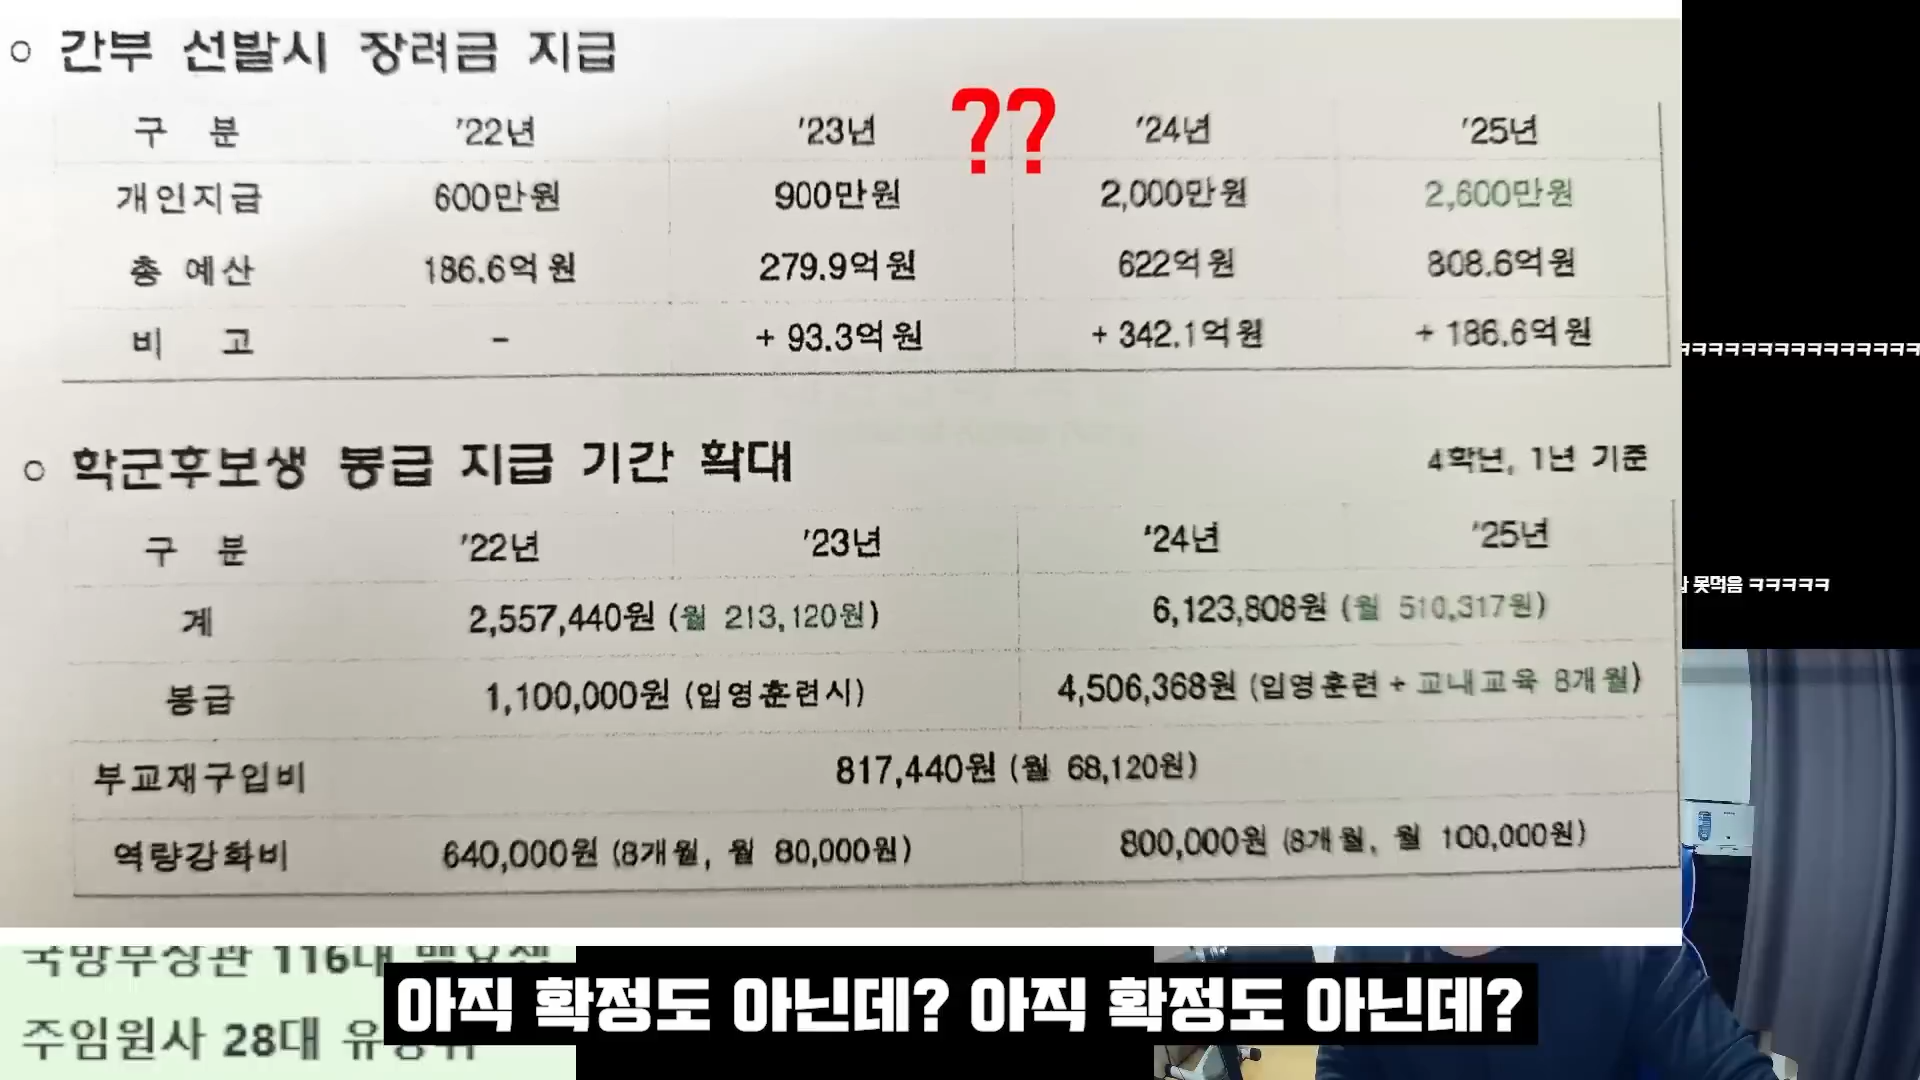 ○ 간부 선발시 장려금 지급
??
구 분 '22년 '23년 '24년 '25년
개인지급 600만원 900만원 2,000만원 2,600만원
총 예산 186.6억원 279.9억원 622억원 808.6억원
비 고 - + 93.3억원 + 342.1억원 + 186.6억원
○ 학군후보생 봉급 지급 기간 확대 4학년, 1년 기준
구 분 '22년 '23년 '24년 '25년
계 2,557,440원 (월 213,120원) 6,123,808원 (월 510,317원)
봉급 1,100,000원 (입영훈련시) 4,506,368원 (입영훈련 + 교내교육 8개월)
부교재구입비 817,440원 (월 68,120원)
역량강화비 640,000원 (8개월, 월 80,000원) 800,000원 (8개월, 월 100,000원)
ㅋㅋㅋㅋㅋㅋㅋㅋㅋㅋㅋㅋㅋㅋㅋㅋ
못먹음 ㅋㅋㅋㅋㅋ
116대
주임원사 28대
아직 확정도 아닌데? 아직 확정도 아닌데?